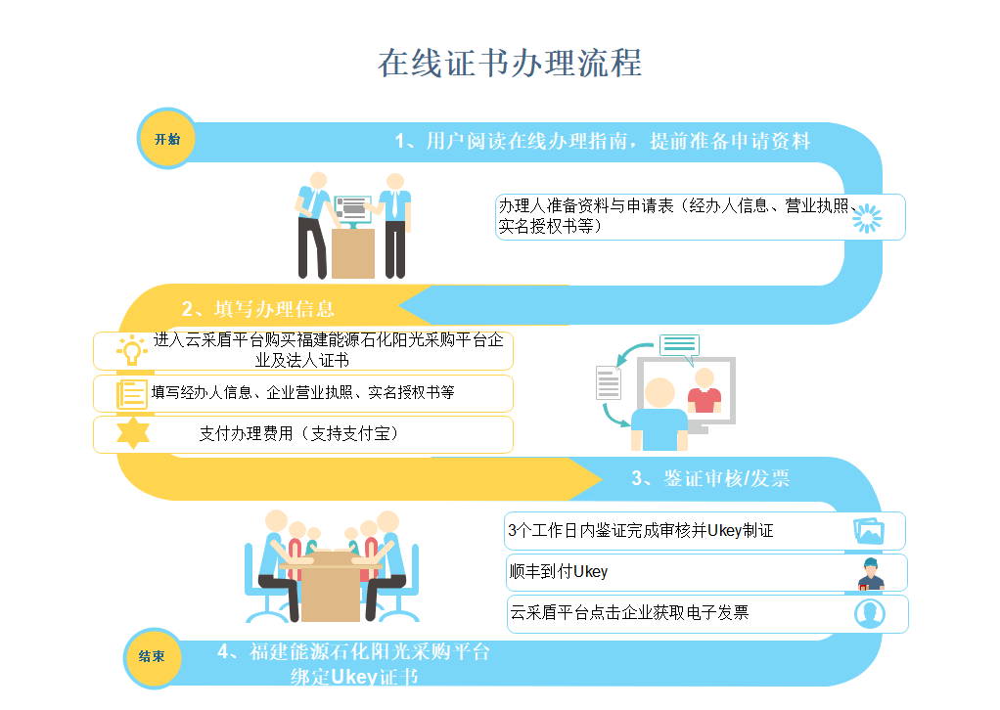 在线证书办理流程
开始
1、用户阅读在线办理指南，提前准备申请资料
办理人准备资料与申请表（经办人信息、营业执照、
实名授权书等）
2、填写办理信息
进入云采盾平台购买福建能源石化阳光采购平台企
业及法人证书
填写经办人信息、企业营业执照、实名授权书等
支付办理费用（支持支付宝）
3、鉴证审核/发票
3个工作日内鉴证完成审核并Ukey制证
顺丰到付Ukey
云采盾平台点击企业获取电子发票
结束
4、福建能源石化阳光采购平台
绑定Ukey证书